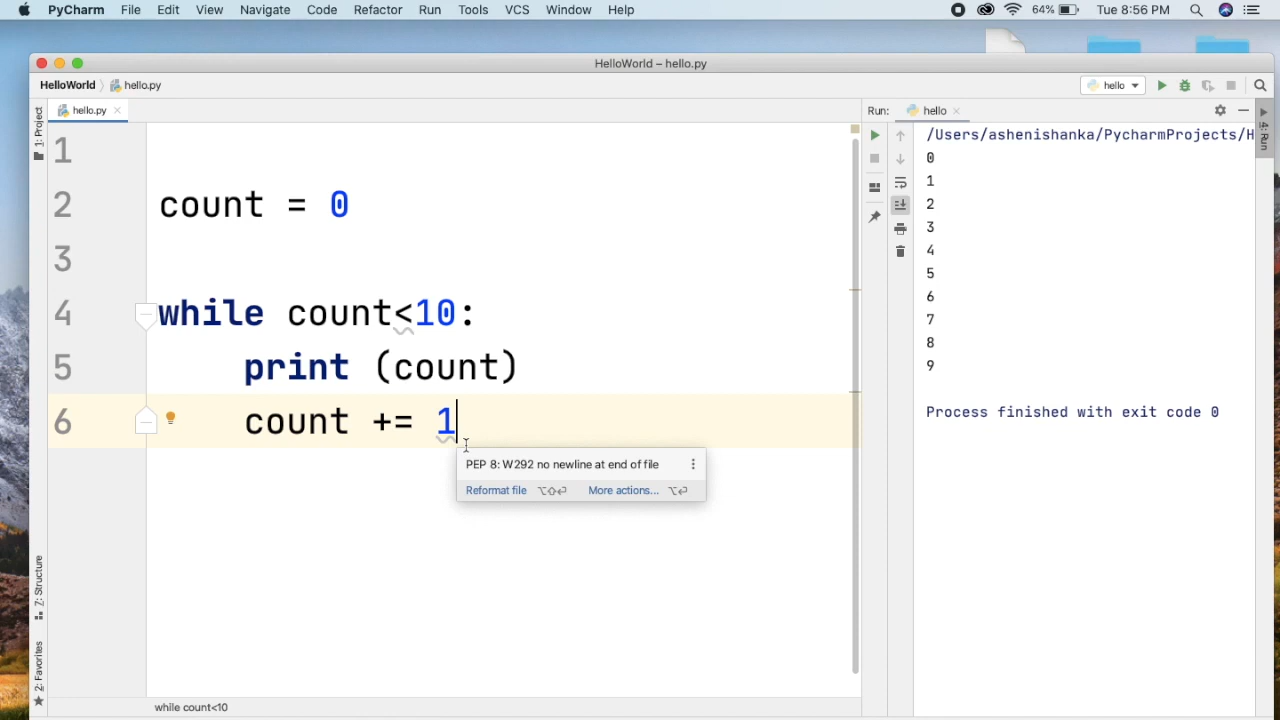 PyCharm File Edit View Navigate Code Refactor Run Tools VCS Window Help 64% Tue 8:56 PM
HelloWorld – hello.py
HelloWorld hello.py hello
hello.py
Run: hello
1: Project
4: Run
1
2 count = 0
3
4 while count<10:
5 print (count)
6 count += 1
PEP 8: W292 no newline at end of file
Reformat file ⌥⇧⏎ More actions... ⌥⏎
/Users/ashenishanka/PycharmProjects/H
0
1
2
3
4
5
6
7
8
9
Process finished with exit code 0
7: Structure
2: Favorites
while count<10